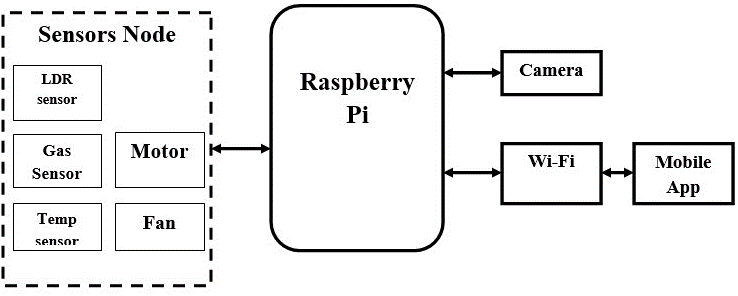 Sensors Node
LDR
sensor
Gas
Sensor
Motor
Temp
sensor
Fan
Raspberry
Pi
Camera
Wi-Fi
Mobile
App